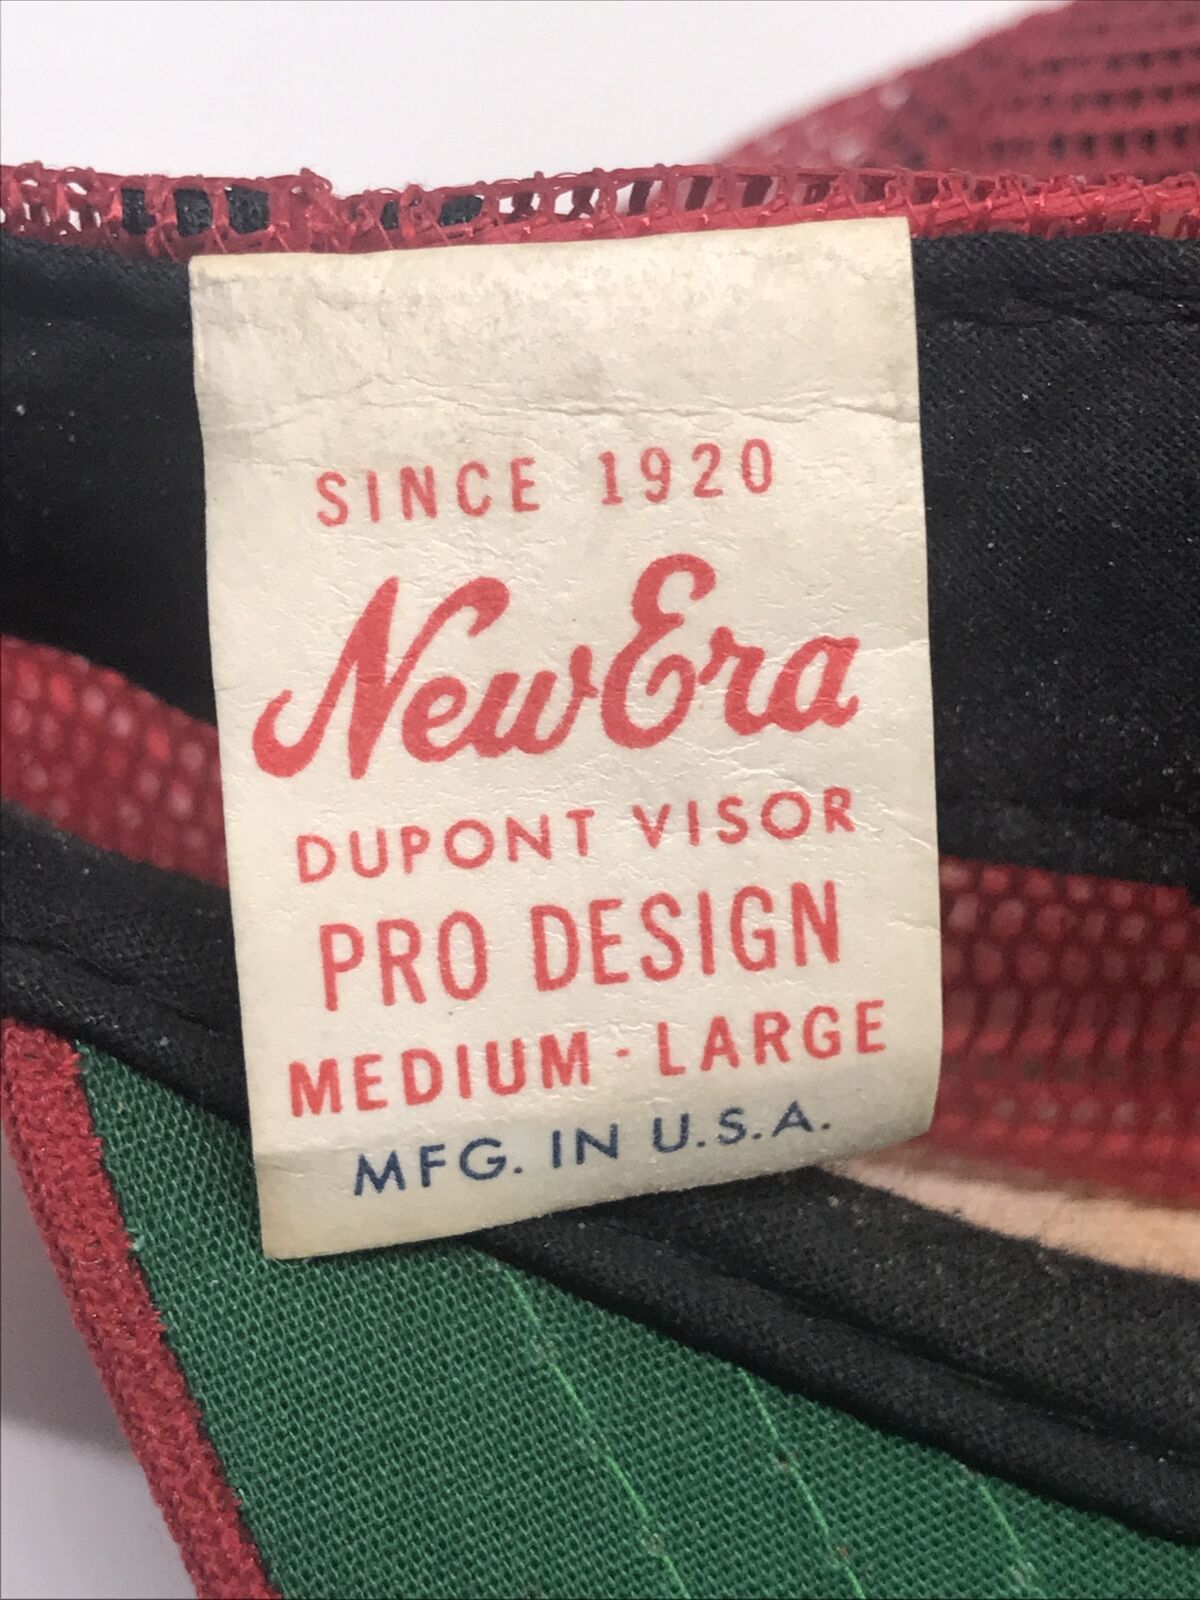 SINCE 1920
NewEra
DUPONT VISOR
PRO DESIGN
MEDIUM - LARGE
MFG. IN U.S.A.